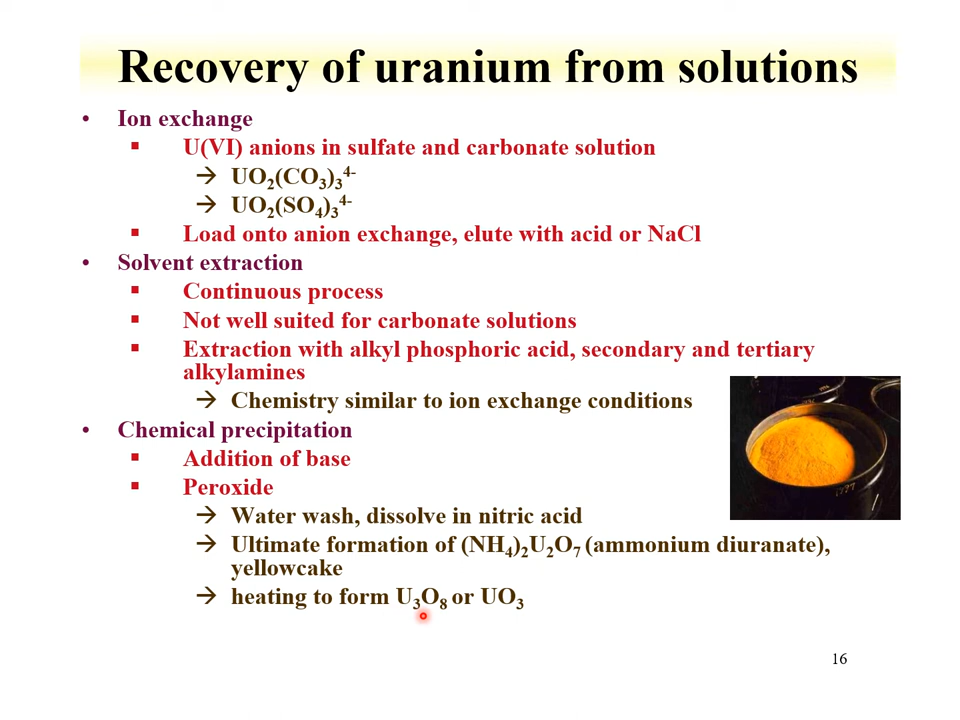 Recovery of uranium from solutions
• Ion exchange
▪ U(VI) anions in sulfate and carbonate solution
→ UO₂(CO₃)₃⁴⁻
→ UO₂(SO₄)₃⁴⁻
▪ Load onto anion exchange, elute with acid or NaCl
• Solvent extraction
▪ Continuous process
▪ Not well suited for carbonate solutions
▪ Extraction with alkyl phosphoric acid, secondary and tertiary
alkylamines
→ Chemistry similar to ion exchange conditions
• Chemical precipitation
▪ Addition of base
▪ Peroxide
→ Water wash, dissolve in nitric acid
→ Ultimate formation of (NH₄)₂U₂O₇ (ammonium diuranate),
yellowcake
→ heating to form U₃O₈ or UO₃
16